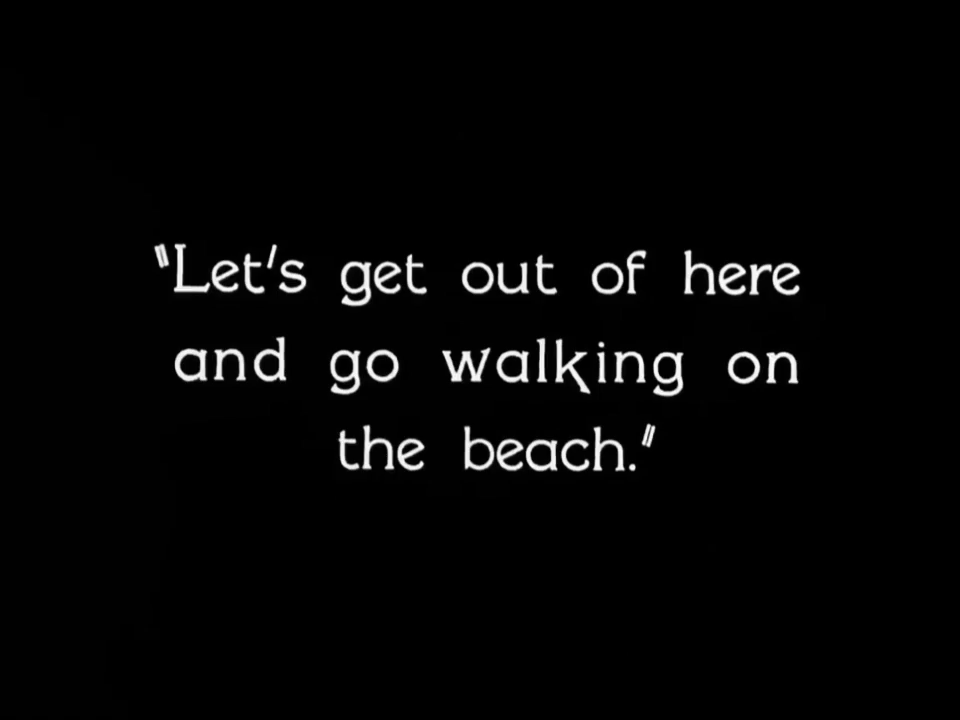 "Let's get out of here
and go walking on
the beach."